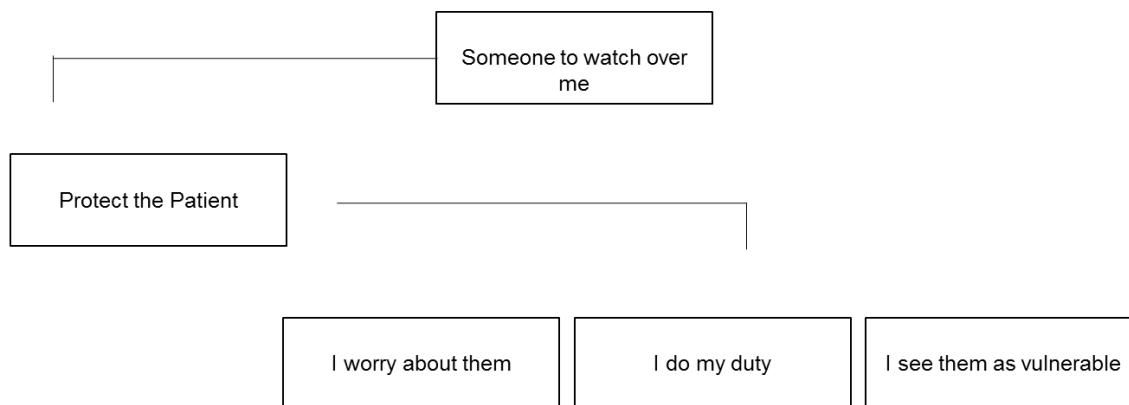 Someone to watch over
me
Protect the Patient
I worry about them
I do my duty
I see them as vulnerable